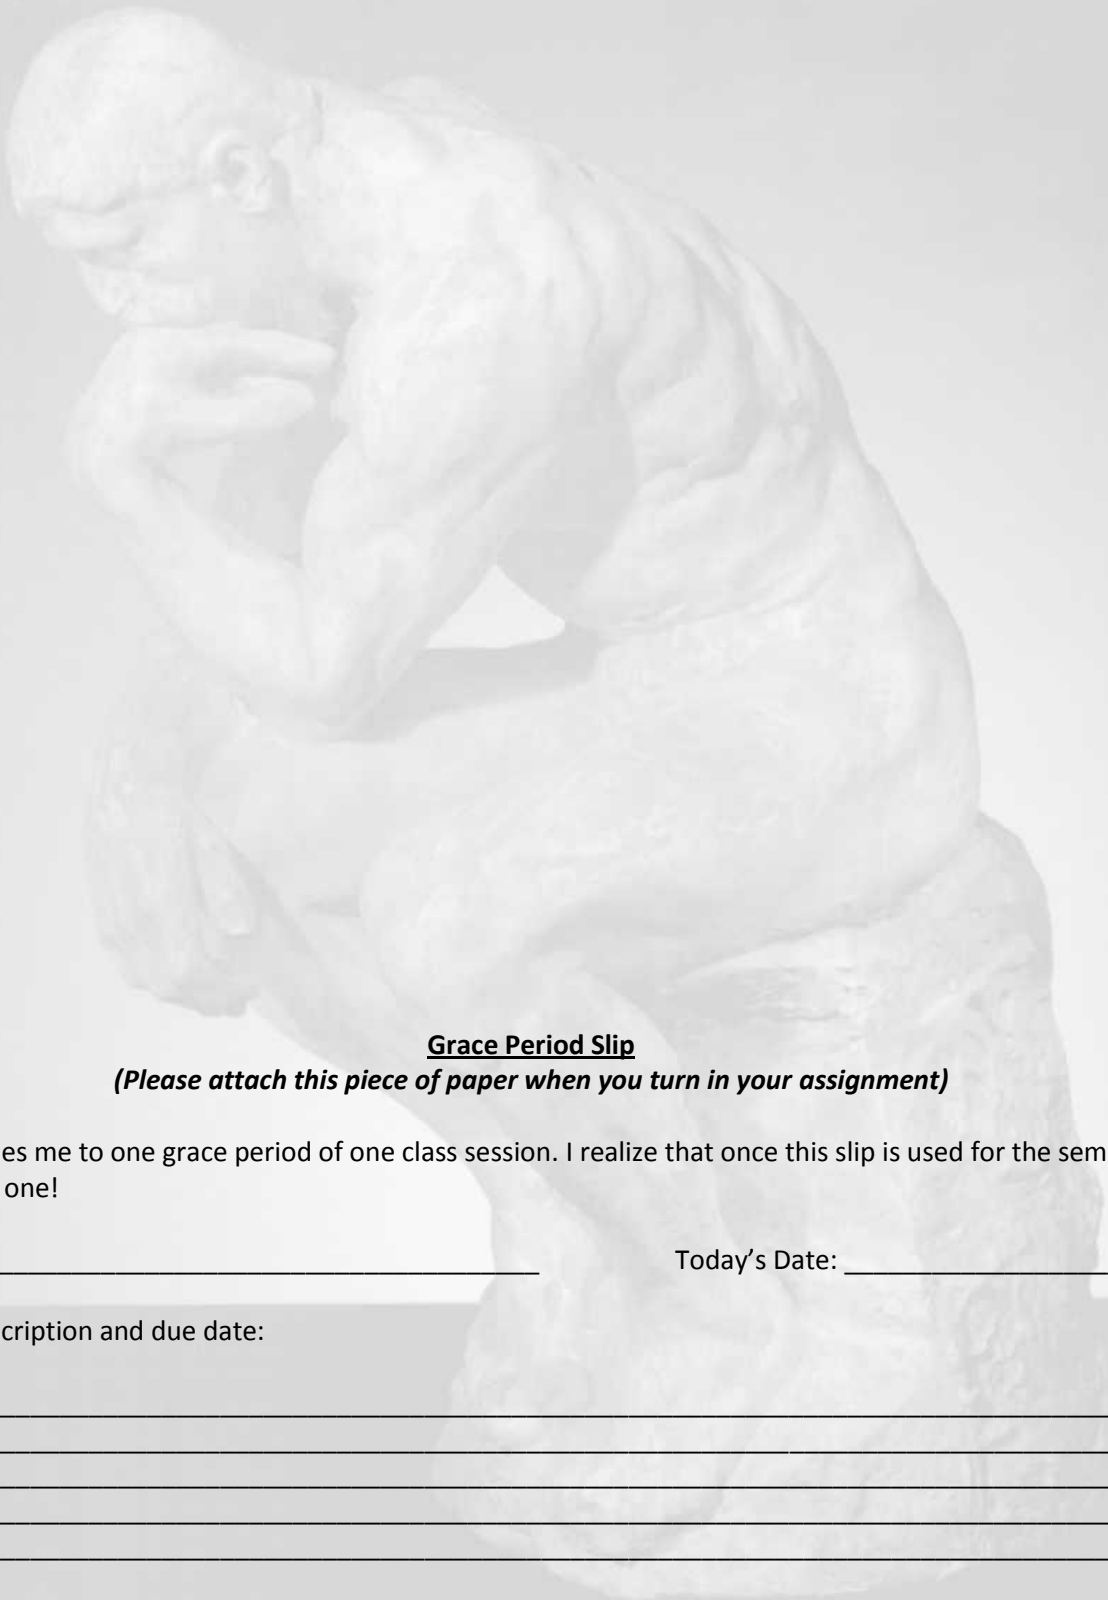 Grace Period Slip
(Please attach this piece of paper when you turn in your assignment)
es me to one grace period of one class session. I realize that once this slip is used for the sem
one!
_____________________________________ Today’s Date: __________________
cription and due date: